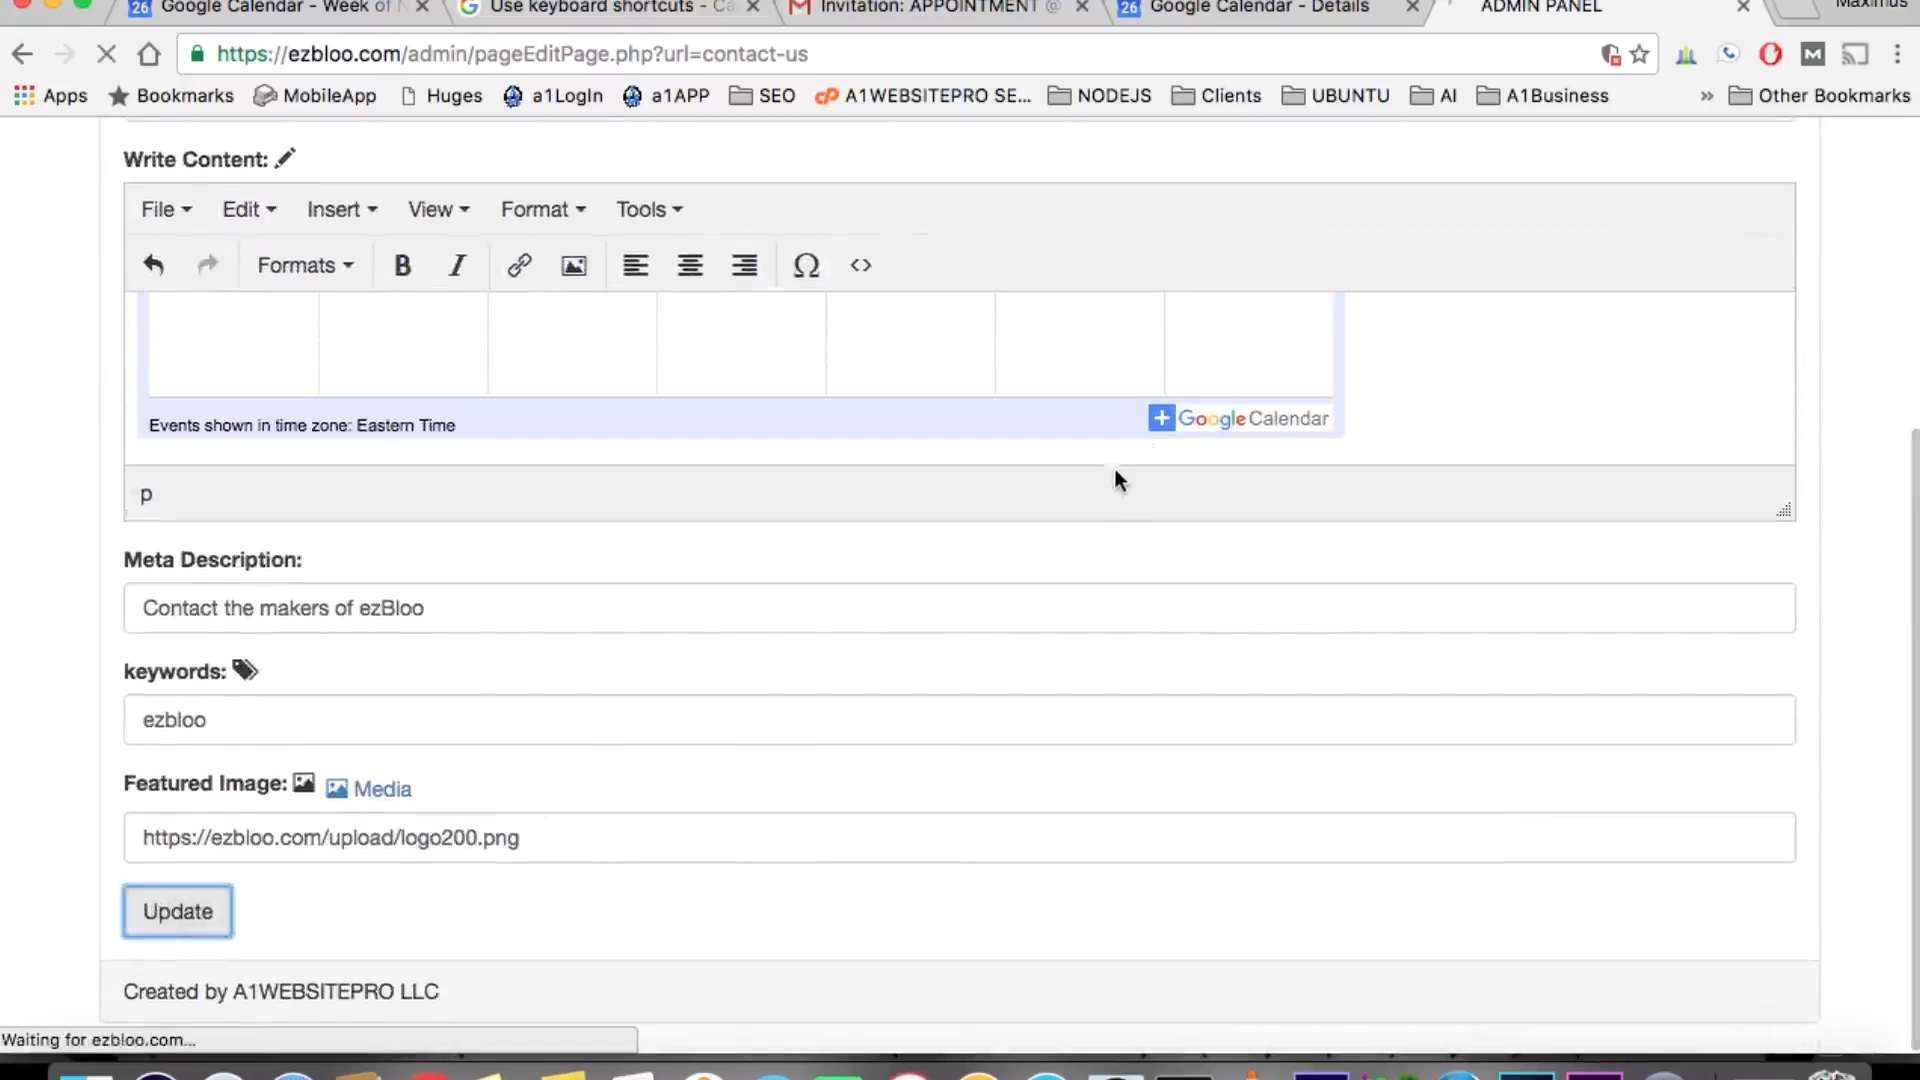 26 Google Calendar - Week of N
Use keyboard shortcuts - Ca
Invitation: APPOINTMENT @
26 Google Calendar - Details
ADMIN PANEL
Maximus
https://ezbloo.com/admin/pageEditPage.php?url=contact-us
Apps Bookmarks MobileApp Huges a1LogIn a1APP SEO A1WEBSITEPRO SE... NODEJS Clients UBUNTU AI A1Business » Other Bookmarks
Write Content:
File Edit Insert View Format Tools
Formats B I Ω <>
Events shown in time zone: Eastern Time
Google Calendar
p
Meta Description:
Contact the makers of ezBloo
keywords:
ezbloo
Featured Image: Media
https://ezbloo.com/upload/logo200.png
Update
Created by A1WEBSITEPRO LLC
Waiting for ezbloo.com...